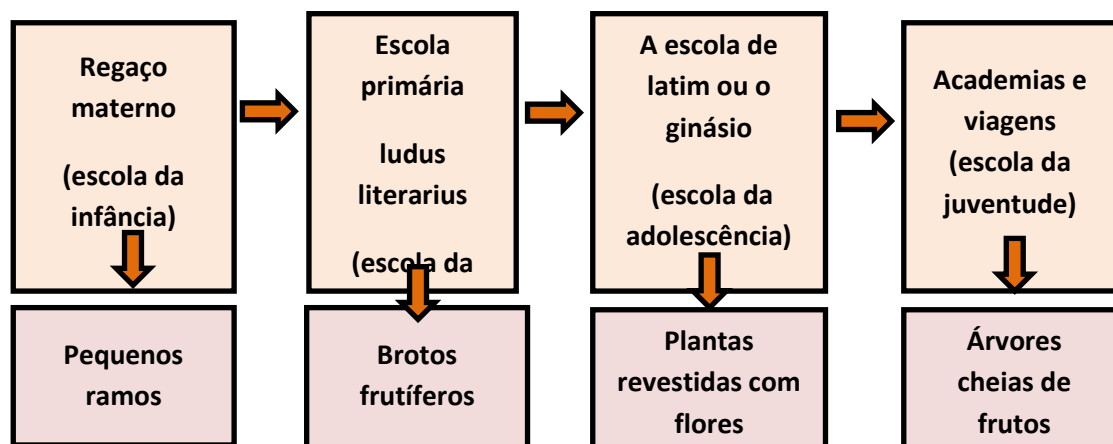 Regaço
materno
(escola da
infância)
Escola
primária
ludus
literarius
(escola da
A escola de
latim ou o
ginásio
(escola da
adolescência)
Academias e
viagens
(escola da
juventude)
Pequenos
ramos
Brotos
frutíferos
Plantas
revestidas com
flores
Árvores
cheias de
frutos